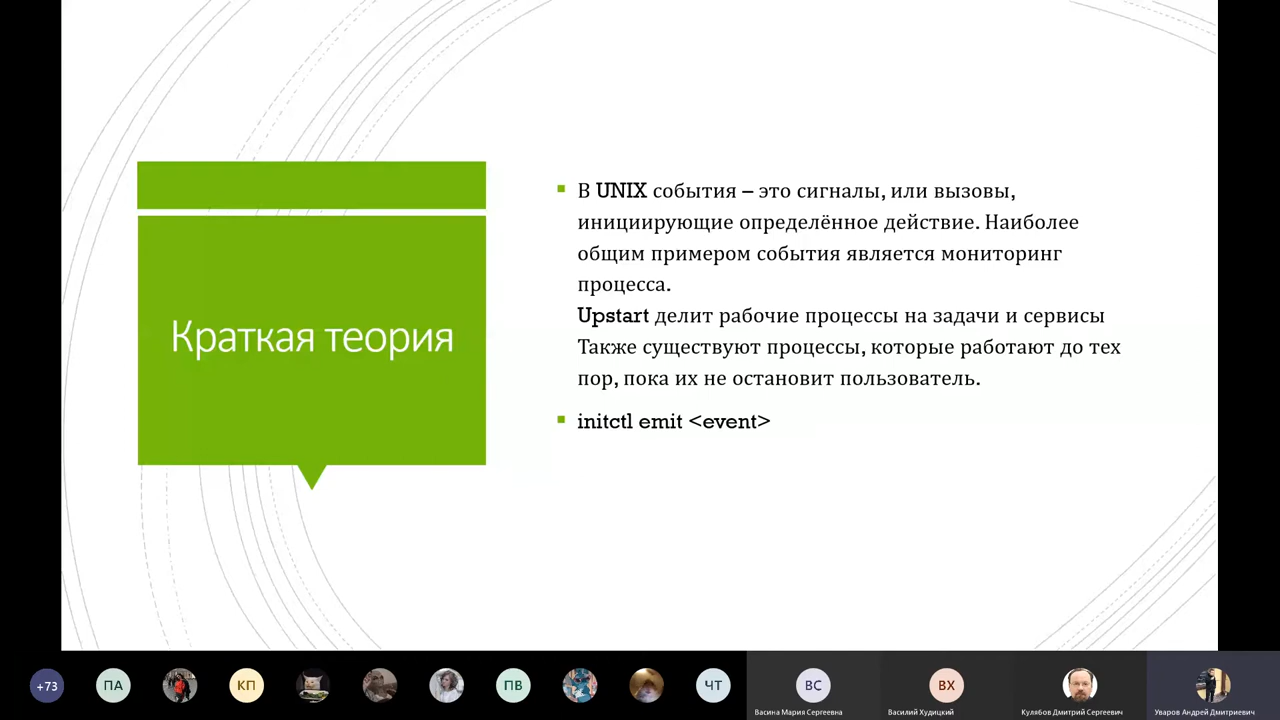 Краткая теория
В UNIX события – это сигналы, или вызовы,
инициирующие определённое действие. Наиболее
общим примером события является мониторинг
процесса.
Upstart делит рабочие процессы на задачи и сервисы
Также существуют процессы, которые работают до тех
пор, пока их не остановит пользователь.
initctl emit <event>
+73
ПА
КП
ПВ
ЧТ
ВС
ВХ
Васина Мария Сергеевна
Василий Худицкий
Кулябов Дмитрий Сергеевич
Уваров Андрей Дмитриевич